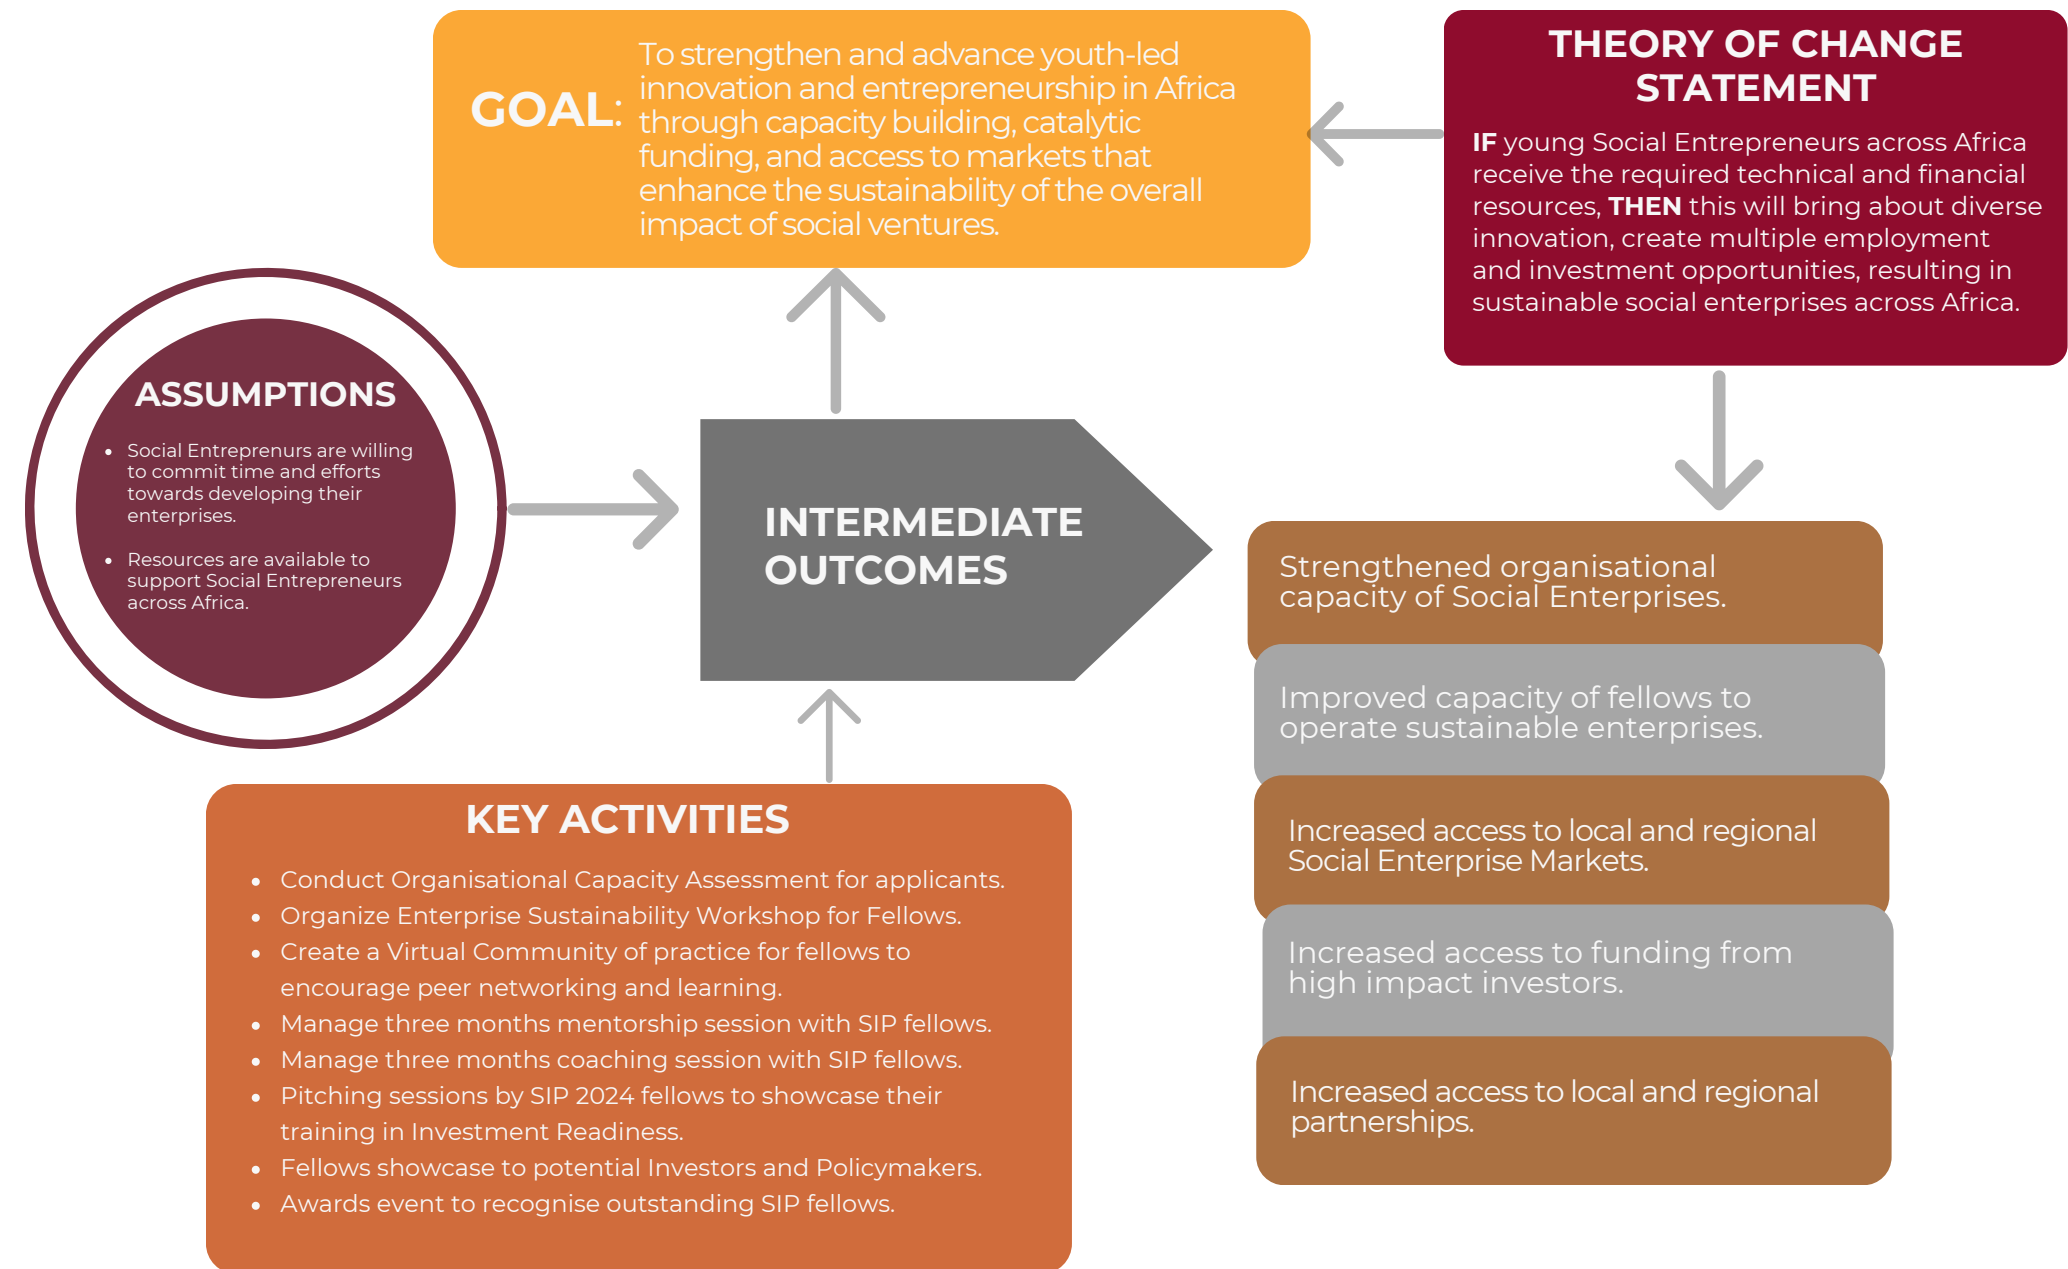 GOAL:
To strengthen and advance youth-led
innovation and entrepreneurship in Africa
through capacity building, catalytic
funding, and access to markets that
enhance the sustainability of the overall
impact of social ventures.
THEORY OF CHANGE
STATEMENT
IF young Social Entrepreneurs across Africa
receive the required technical and financial
resources, THEN this will bring about diverse
innovation, create multiple employment
and investment opportunities, resulting in
sustainable social enterprises across Africa.
ASSUMPTIONS
• Social Entreprenurs are willing
to commit time and efforts
towards developing their
enterprises.
• Resources are available to
support Social Entrepreneurs
across Africa.
INTERMEDIATE
OUTCOMES
Strengthened organisational
capacity of Social Enterprises.
Improved capacity of fellows to
operate sustainable enterprises.
Increased access to local and regional
Social Enterprise Markets.
Increased access to funding from
high impact investors.
Increased access to local and regional
partnerships.
KEY ACTIVITIES
• Conduct Organisational Capacity Assessment for applicants.
• Organize Enterprise Sustainability Workshop for Fellows.
• Create a Virtual Community of practice for fellows to
encourage peer networking and learning.
• Manage three months mentorship session with SIP fellows.
• Manage three months coaching session with SIP fellows.
• Pitching sessions by SIP 2024 fellows to showcase their
training in Investment Readiness.
• Fellows showcase to potential Investors and Policymakers.
• Awards event to recognise outstanding SIP fellows.